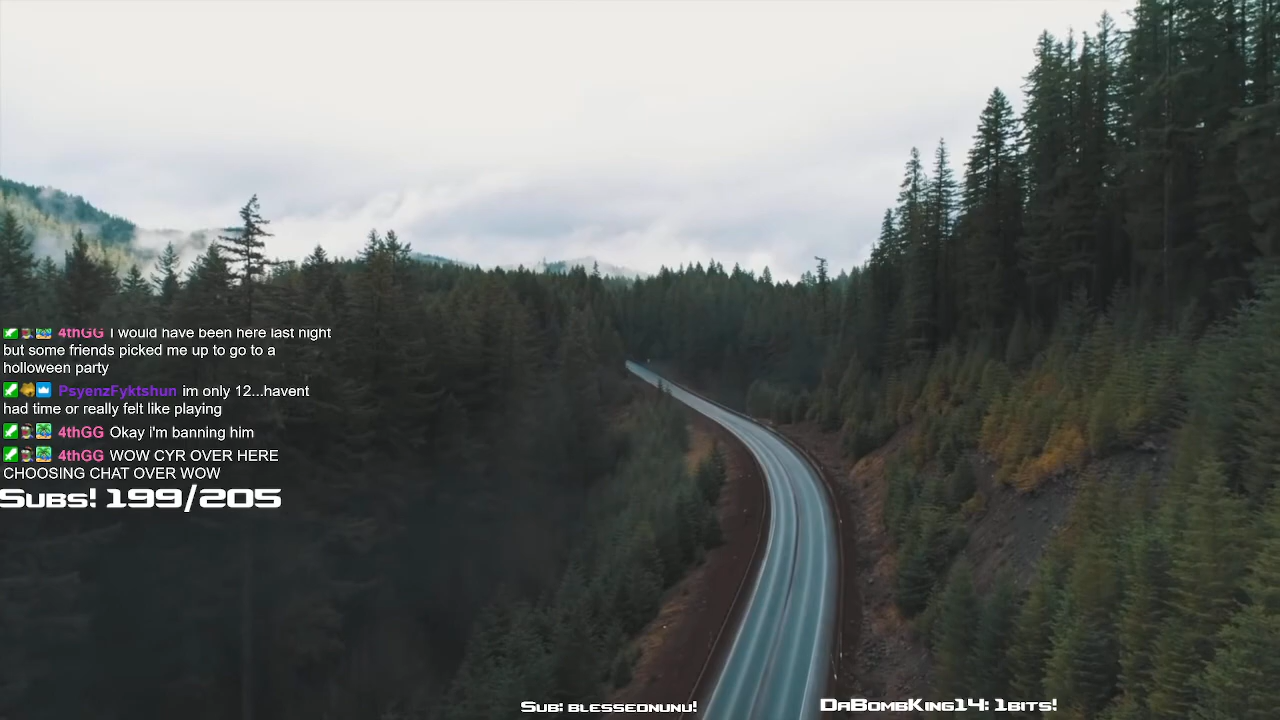 4thGG I would have been here last night
but some friends picked me up to go to a
holloween party
PsyenzFyktshun im only 12...havent
had time or really felt like playing
4thGG Okay i'm banning him
4thGG WOW CYR OVER HERE
CHOOSING CHAT OVER WOW
Subs! 199/205
Sub: blesseonunu!
DaBombKing14: 1bits!